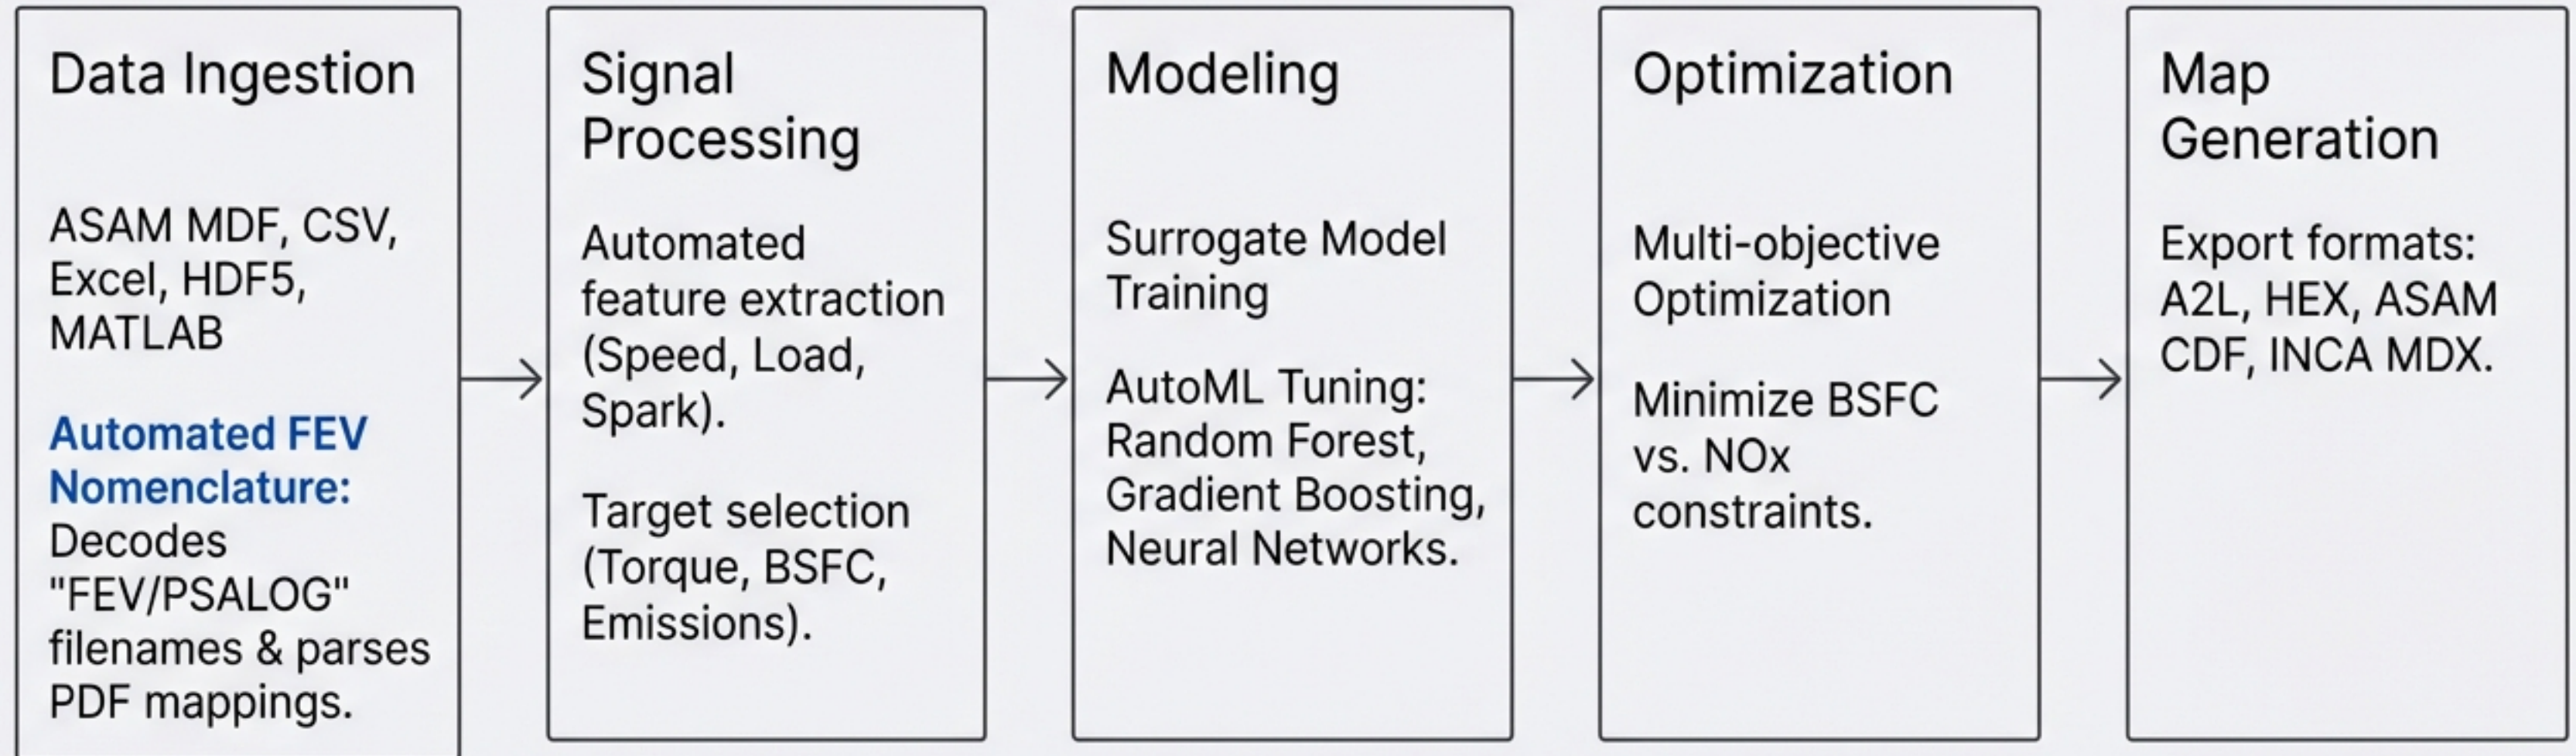 Data Ingestion
ASAM MDF, CSV,
Excel, HDF5,
MATLAB
Automated FEV
Nomenclature:
Decodes
"FEV/PSALOG"
filenames & parses
PDF mappings.
Signal
Processing
Automated
feature extraction
(Speed, Load,
Spark).
Target selection
(Torque, BSFC,
Emissions).
Modeling
Surrogate Model
Training
AutoML Tuning:
Random Forest,
Gradient Boosting,
Neural Networks.
Optimization
Multi-objective
Optimization
Minimize BSFC
vs. NOx
constraints.
Map
Generation
Export formats:
A2L, HEX, ASAM
CDF, INCA MDX.